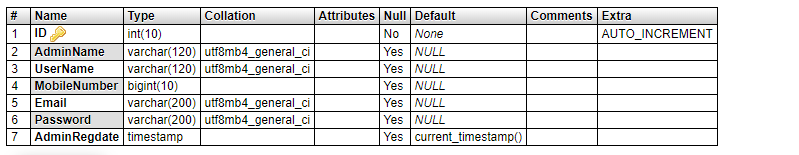 # Name Type Collation Attributes Null Default Comments Extra
1 ID int(10) No None AUTO_INCREMENT
2 AdminName varchar(120) utf8mb4_general_ci Yes NULL
3 UserName varchar(120) utf8mb4_general_ci Yes NULL
4 MobileNumber bigint(10) Yes NULL
5 Email varchar(200) utf8mb4_general_ci Yes NULL
6 Password varchar(200) utf8mb4_general_ci Yes NULL
7 AdminRegdate timestamp Yes current_timestamp()